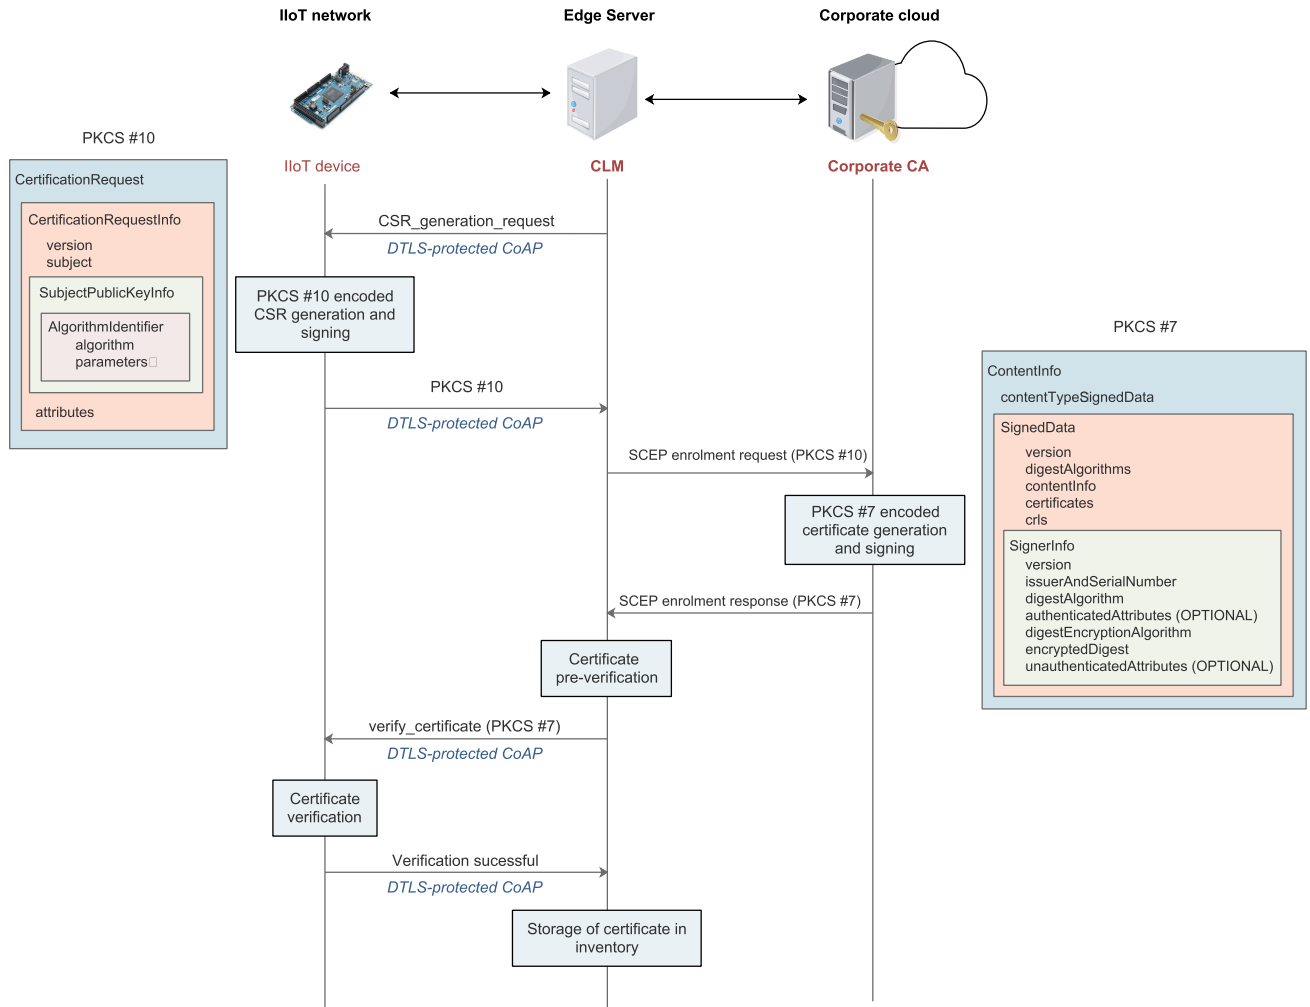 IIoT network
Edge Server
Corporate cloud
PKCS #10
IIoT device
CLM
Corporate CA
CertificationRequest
CertificationRequestInfo
version
subject
SubjectPublicKeyInfo
AlgorithmIdentifier
algorithm
parameters
attributes
CSR_generation_request
DTLS-protected CoAP
PKCS #10 encoded
CSR generation and
signing
PKCS #10
DTLS-protected CoAP
SCEP enrolment request (PKCS #10)
PKCS #7 encoded
certificate generation
and signing
SCEP enrolment response (PKCS #7)
Certificate
pre-verification
verify_certificate (PKCS #7)
DTLS-protected CoAP
Certificate
verification
Verification sucessful
DTLS-protected CoAP
Storage of certificate in
inventory
PKCS #7
ContentInfo
contentTypeSignedData
SignedData
version
digestAlgorithms
contentInfo
certificates
crls
SignerInfo
version
issuerAndSerialNumber
digestAlgorithm
authenticatedAttributes (OPTIONAL)
digestEncryptionAlgorithm
encryptedDigest
unauthenticatedAttributes (OPTIONAL)